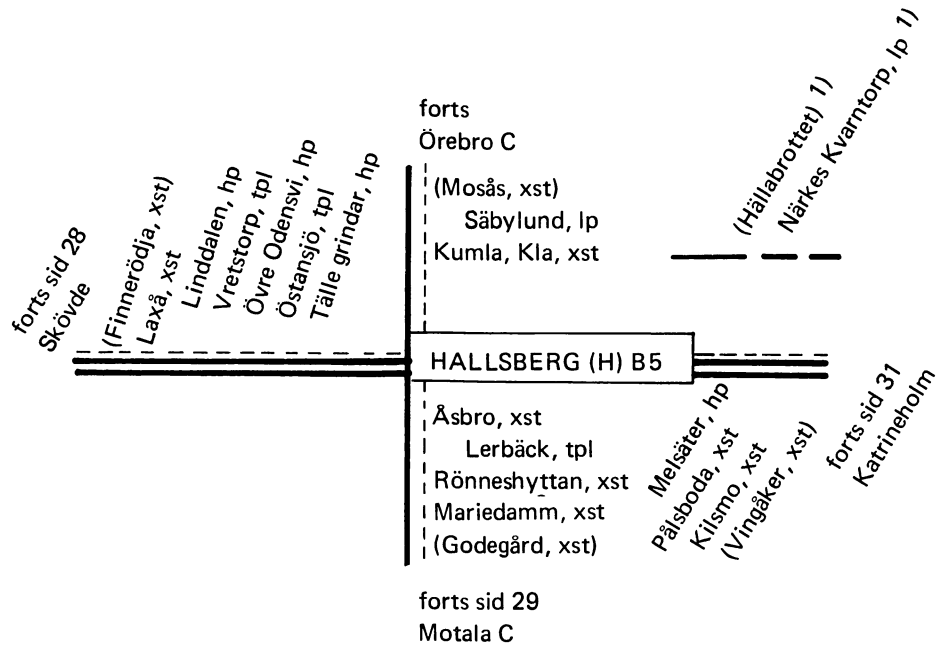 forts
Örebro C
(Mosås, xst)
Säbylund, lp
Kumla, Kla, xst
(Hällabrottet) 1)
Närkes Kvarntorp, lp 1)
forts sid 28
Skövde
(Finnerödja, xst)
Laxå, xst
Linddalen, hp
Vretstorp, tpl
Övre Odensvi, hp
Östansjö, tpl
Tälle grindar, hp
HALLSBERG (H) B5
Åsbro, xst
Lerbäck, tpl
Rönneshyttan, xst
Mariedamm, xst
(Godegård, xst)
Melsäter, hp
Pålsboda, xst
Kilsmo, xst
(Vingåker, xst)
forts sid 31
Katrineholm
forts sid 29
Motala C